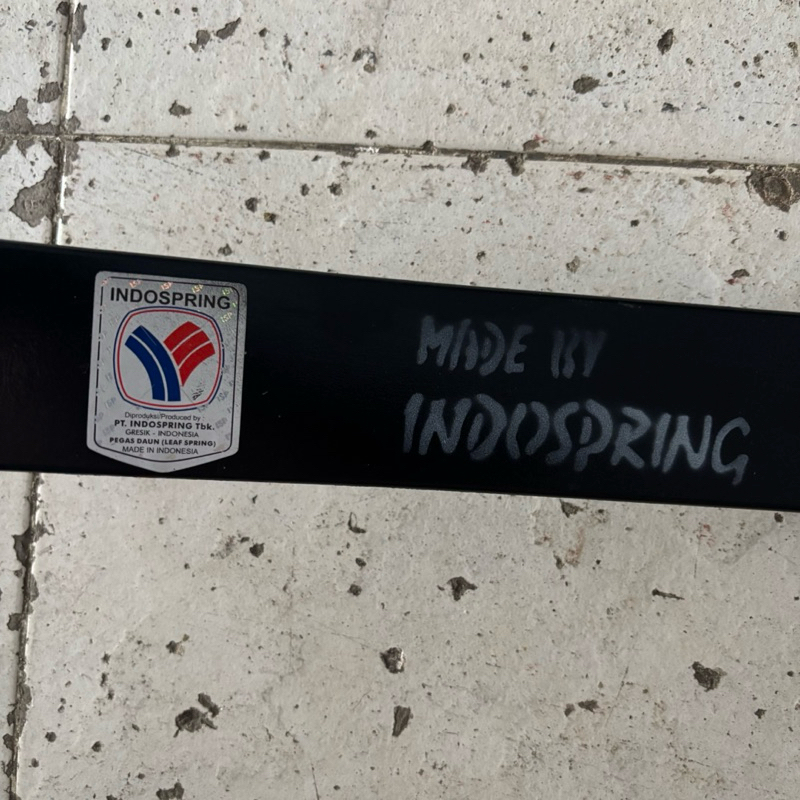 INDOSPRING
Diproduksi/Produced by
PT. INDOSPRING Tbk.
GRESIK - INDONESIA
PEGAS DAUN (LEAF SPRING)
MADE IN INDONESIA
MADE BY
INDOSPRING